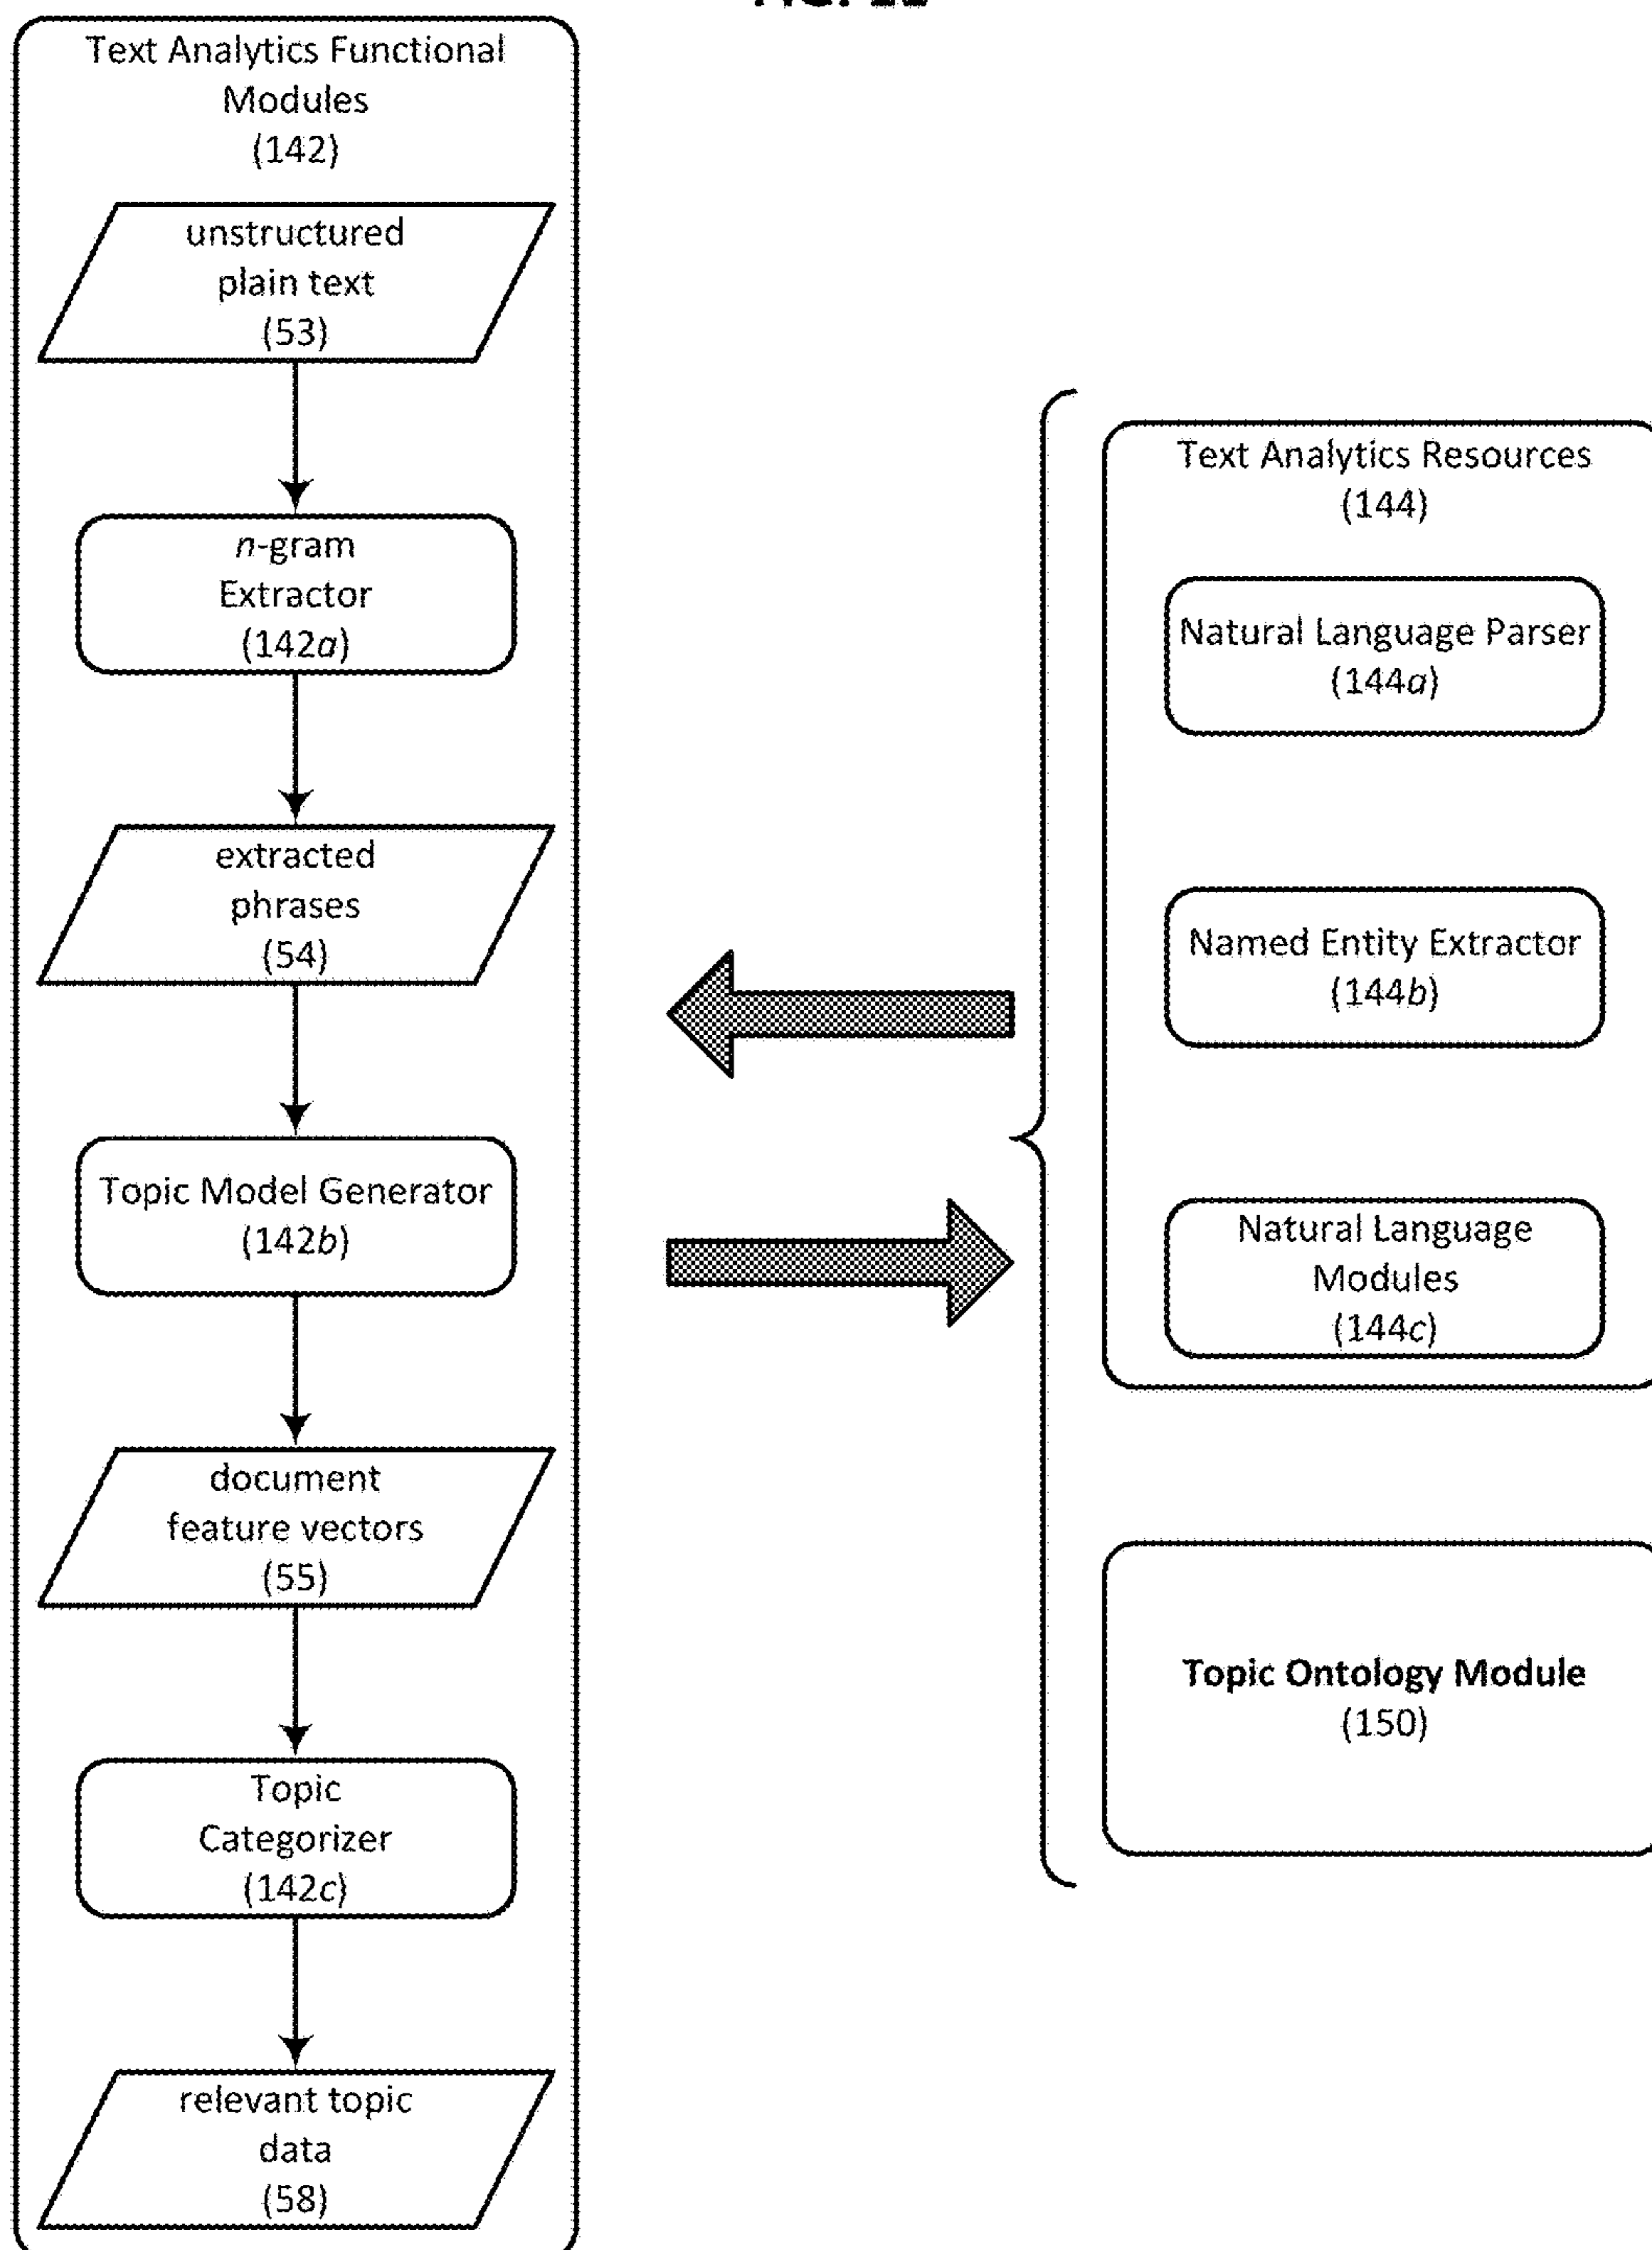 Text Analytics Functional
Modules
(142)
unstructured
plain text
(53)
n-gram
Extractor
(142a)
extracted
phrases
(54)
Topic Model Generator
(142b)
document
feature vectors
(55)
Topic
Categorizer
(142c)
relevant topic
data
(58)
Text Analytics Resources
(144)
Natural Language Parser
(144a)
Named Entity Extractor
(144b)
Natural Language
Modules
(144c)
Topic Ontology Module
(150)